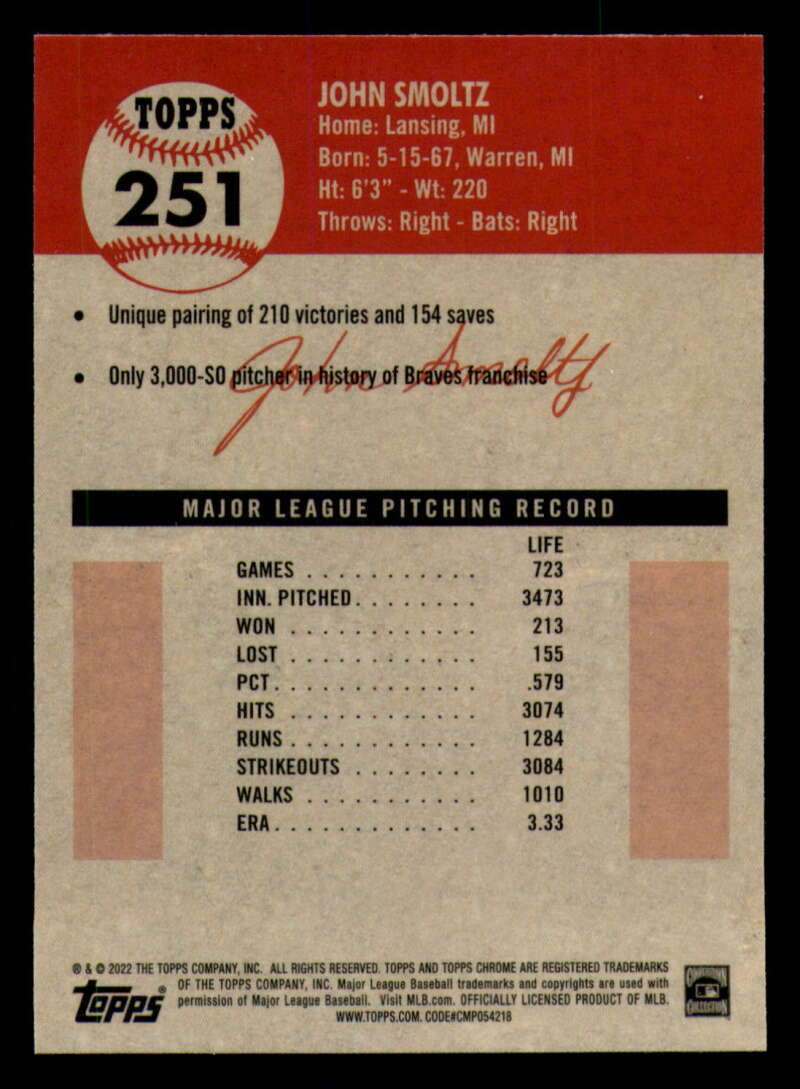 TOPPS
251
JOHN SMOLTZ
Home: Lansing, MI
Born: 5-15-67, Warren, MI
Ht: 6'3" - Wt: 220
Throws: Right - Bats: Right
• Unique pairing of 210 victories and 154 saves
• Only 3,000-SO pitcher in history of Braves franchise
John Smoltz
MAJOR LEAGUE PITCHING RECORD
LIFE
GAMES . . . . . . . . . . . 723
INN. PITCHED. . . . . . . . 3473
WON . . . . . . . . . . . . 213
LOST . . . . . . . . . . . . 155
PCT. . . . . . . . . . . . . .579
HITS . . . . . . . . . . . . 3074
RUNS . . . . . . . . . . . . 1284
STRIKEOUTS . . . . . . . . 3084
WALKS . . . . . . . . . . . 1010
ERA. . . . . . . . . . . . . 3.33
® & © 2022 THE TOPPS COMPANY, INC. ALL RIGHTS RESERVED. TOPPS AND TOPPS CHROME ARE REGISTERED TRADEMARKS
OF THE TOPPS COMPANY, INC. Major League Baseball trademarks and copyrights are used with
permission of Major League Baseball. Visit MLB.com. OFFICIALLY LICENSED PRODUCT OF MLB.
WWW.TOPPS.COM. CODE#CMP054218
Topps®
COOPERSTOWN
COLLECTION